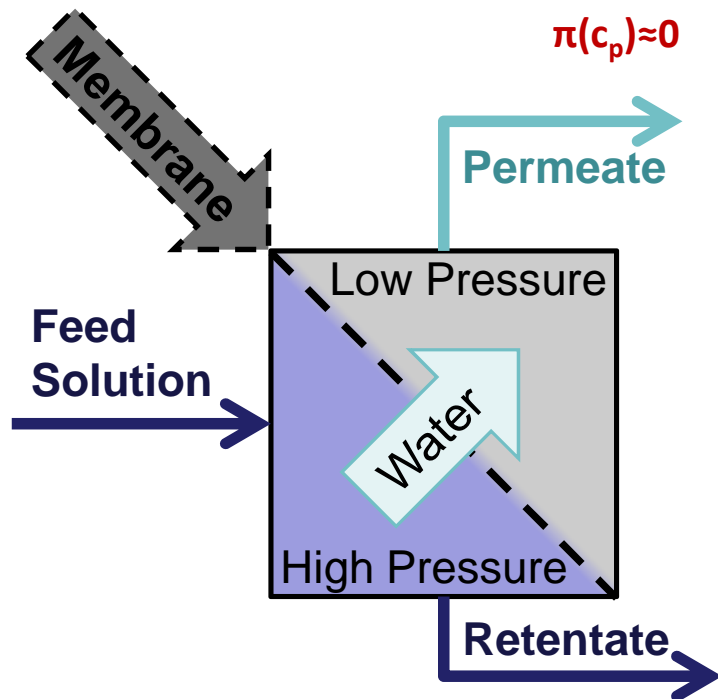 π(cp)≈0
Membrane
Permeate
Low Pressure
Feed
Solution
Water
High Pressure
Retentate